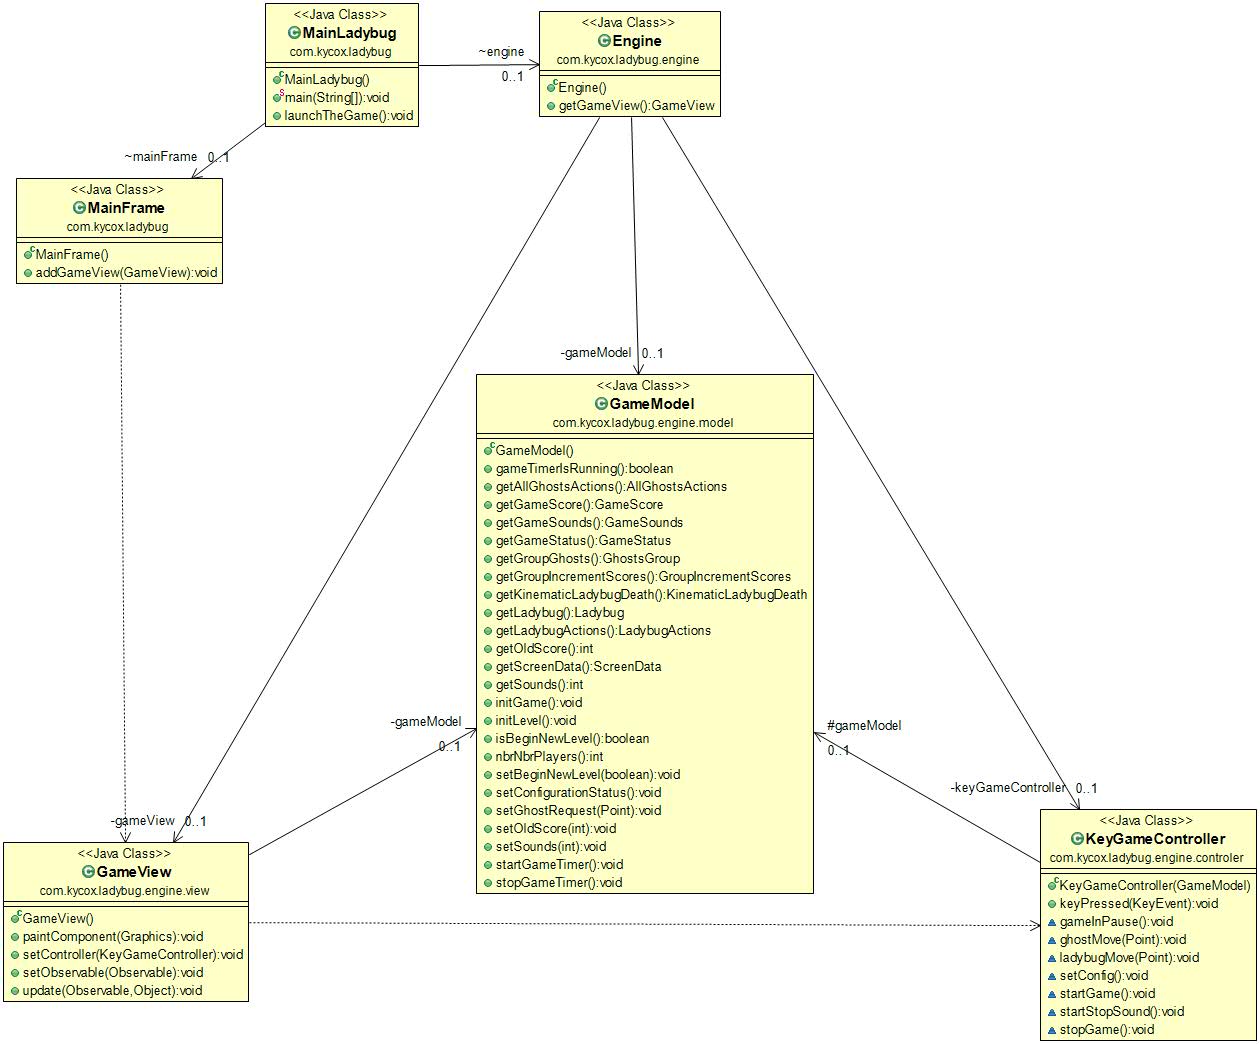 <<Java Class>>
MainLadybug
com.kycox.ladybug
MainLadybug()
main(String[]):void
launchTheGame():void
~engine
0..1
<<Java Class>>
Engine
com.kycox.ladybug.engine
Engine()
getGameView():GameView
~mainFrame 0..1
<<Java Class>>
MainFrame
com.kycox.ladybug
MainFrame()
addGameView(GameView):void
-gameModel 0..1
<<Java Class>>
GameModel
com.kycox.ladybug.engine.model
GameModel()
gameTimerIsRunning():boolean
getAllGhostsActions():AllGhostsActions
getGameScore():GameScore
getGameSounds():GameSounds
getGameStatus():GameStatus
getGroupGhosts():GhostsGroup
getGroupIncrementScores():GroupIncrementScores
getKinematicLadybugDeath():KinematicLadybugDeath
getLadybug():Ladybug
getLadybugActions():LadybugActions
getOldScore():int
getScreenData():ScreenData
getSounds():int
initGame():void
initLevel():void
isBeginNewLevel():boolean
nbrNbrPlayers():int
setBeginNewLevel(boolean):void
setConfigurationStatus():void
setGhostRequest(Point):void
setOldScore(int):void
setSounds(int):void
startGameTimer():void
stopGameTimer():void
-gameModel
0..1
#gameModel
0..1
-keyGameController 0..1
-gameView 0..1
<<Java Class>>
GameView
com.kycox.ladybug.engine.view
GameView()
paintComponent(Graphics):void
setController(KeyGameController):void
setObservable(Observable):void
update(Observable,Object):void
<<Java Class>>
KeyGameController
com.kycox.ladybug.engine.controler
KeyGameController(GameModel)
keyPressed(KeyEvent):void
gameInPause():void
ghostMove(Point):void
ladybugMove(Point):void
setConfig():void
startGame():void
startStopSound():void
stopGame():void